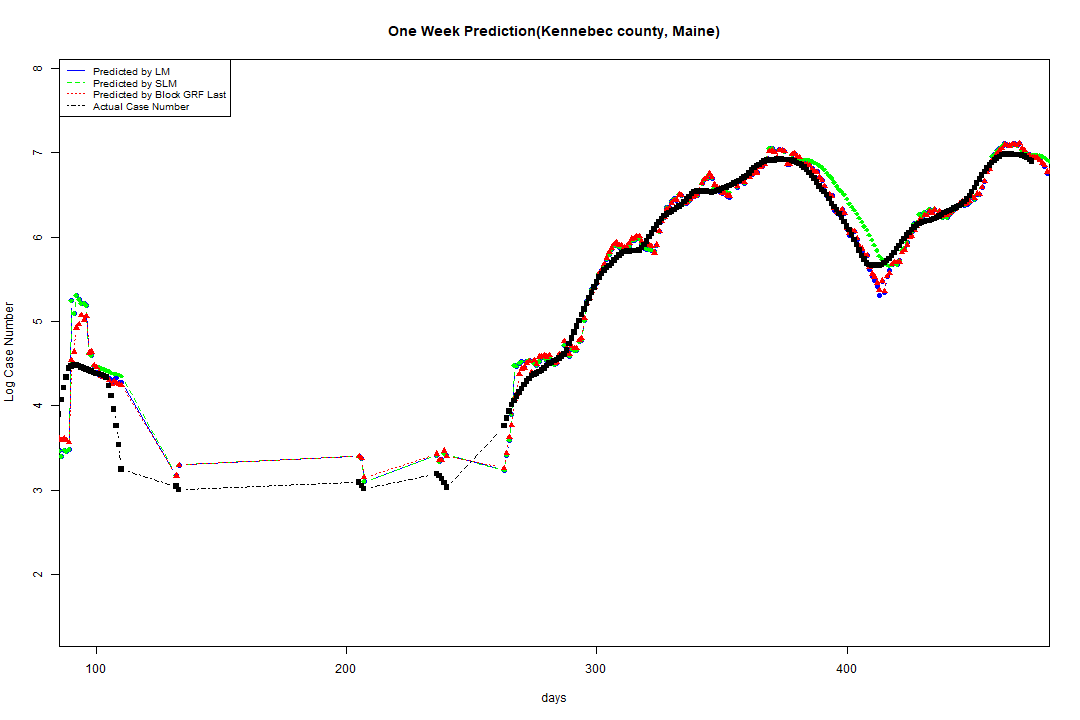 One Week Prediction(Kennebec county, Maine)
Predicted by LM
Predicted by SLM
Predicted by Block GRF Last
Actual Case Number
8
7
6
5
4
3
2
Log Case Number
100 200 300 400
days